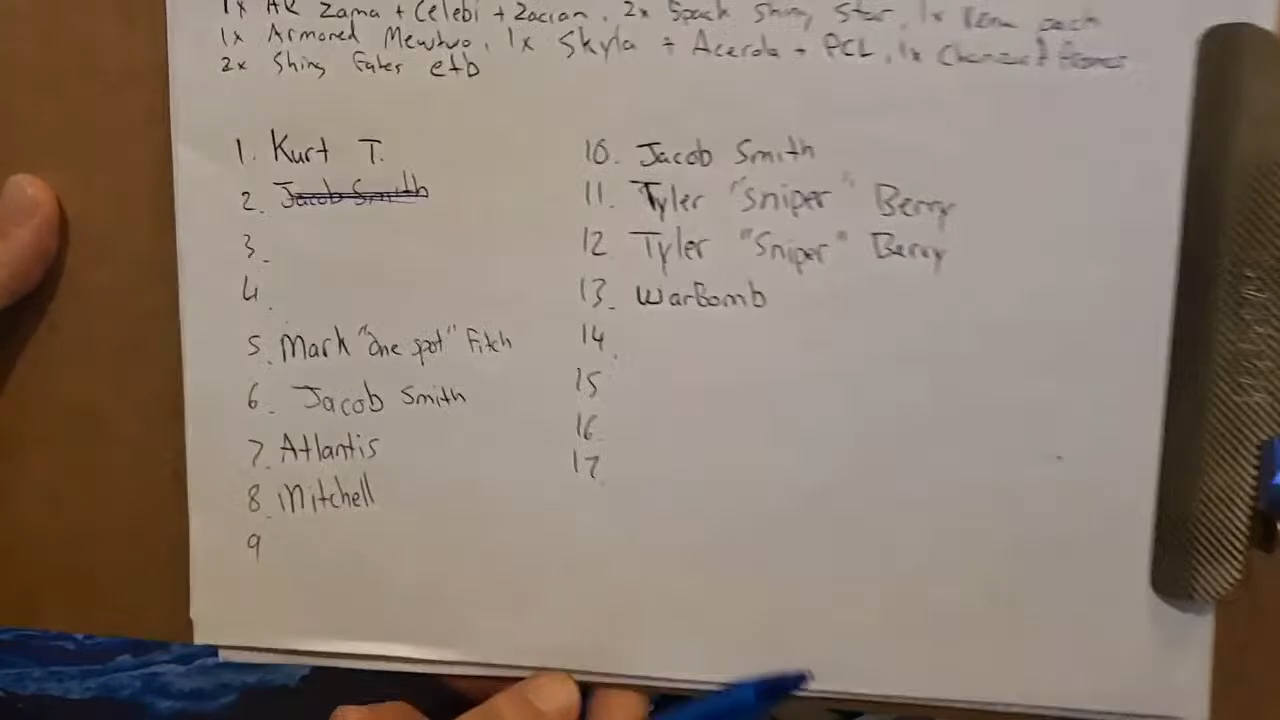 1x AR Zama + Celebi + Zacian, 2x 5pack Shiny Star, 1x
1x Armored Mewtwo, 1x Skyla + Acerola + PCL, 1x
2x Shiny Fates etb
1. Kurt T.
2. Jacob Smith
3.
4.
5. Mark "one spot" Fitch
6. Jacob Smith
7. Atlantis
8. Mitchell
9
10. Jacob Smith
11. Tyler "Sniper" Berry
12 Tyler "Sniper" Berry
13. WarBomb
14.
15
16.
17.